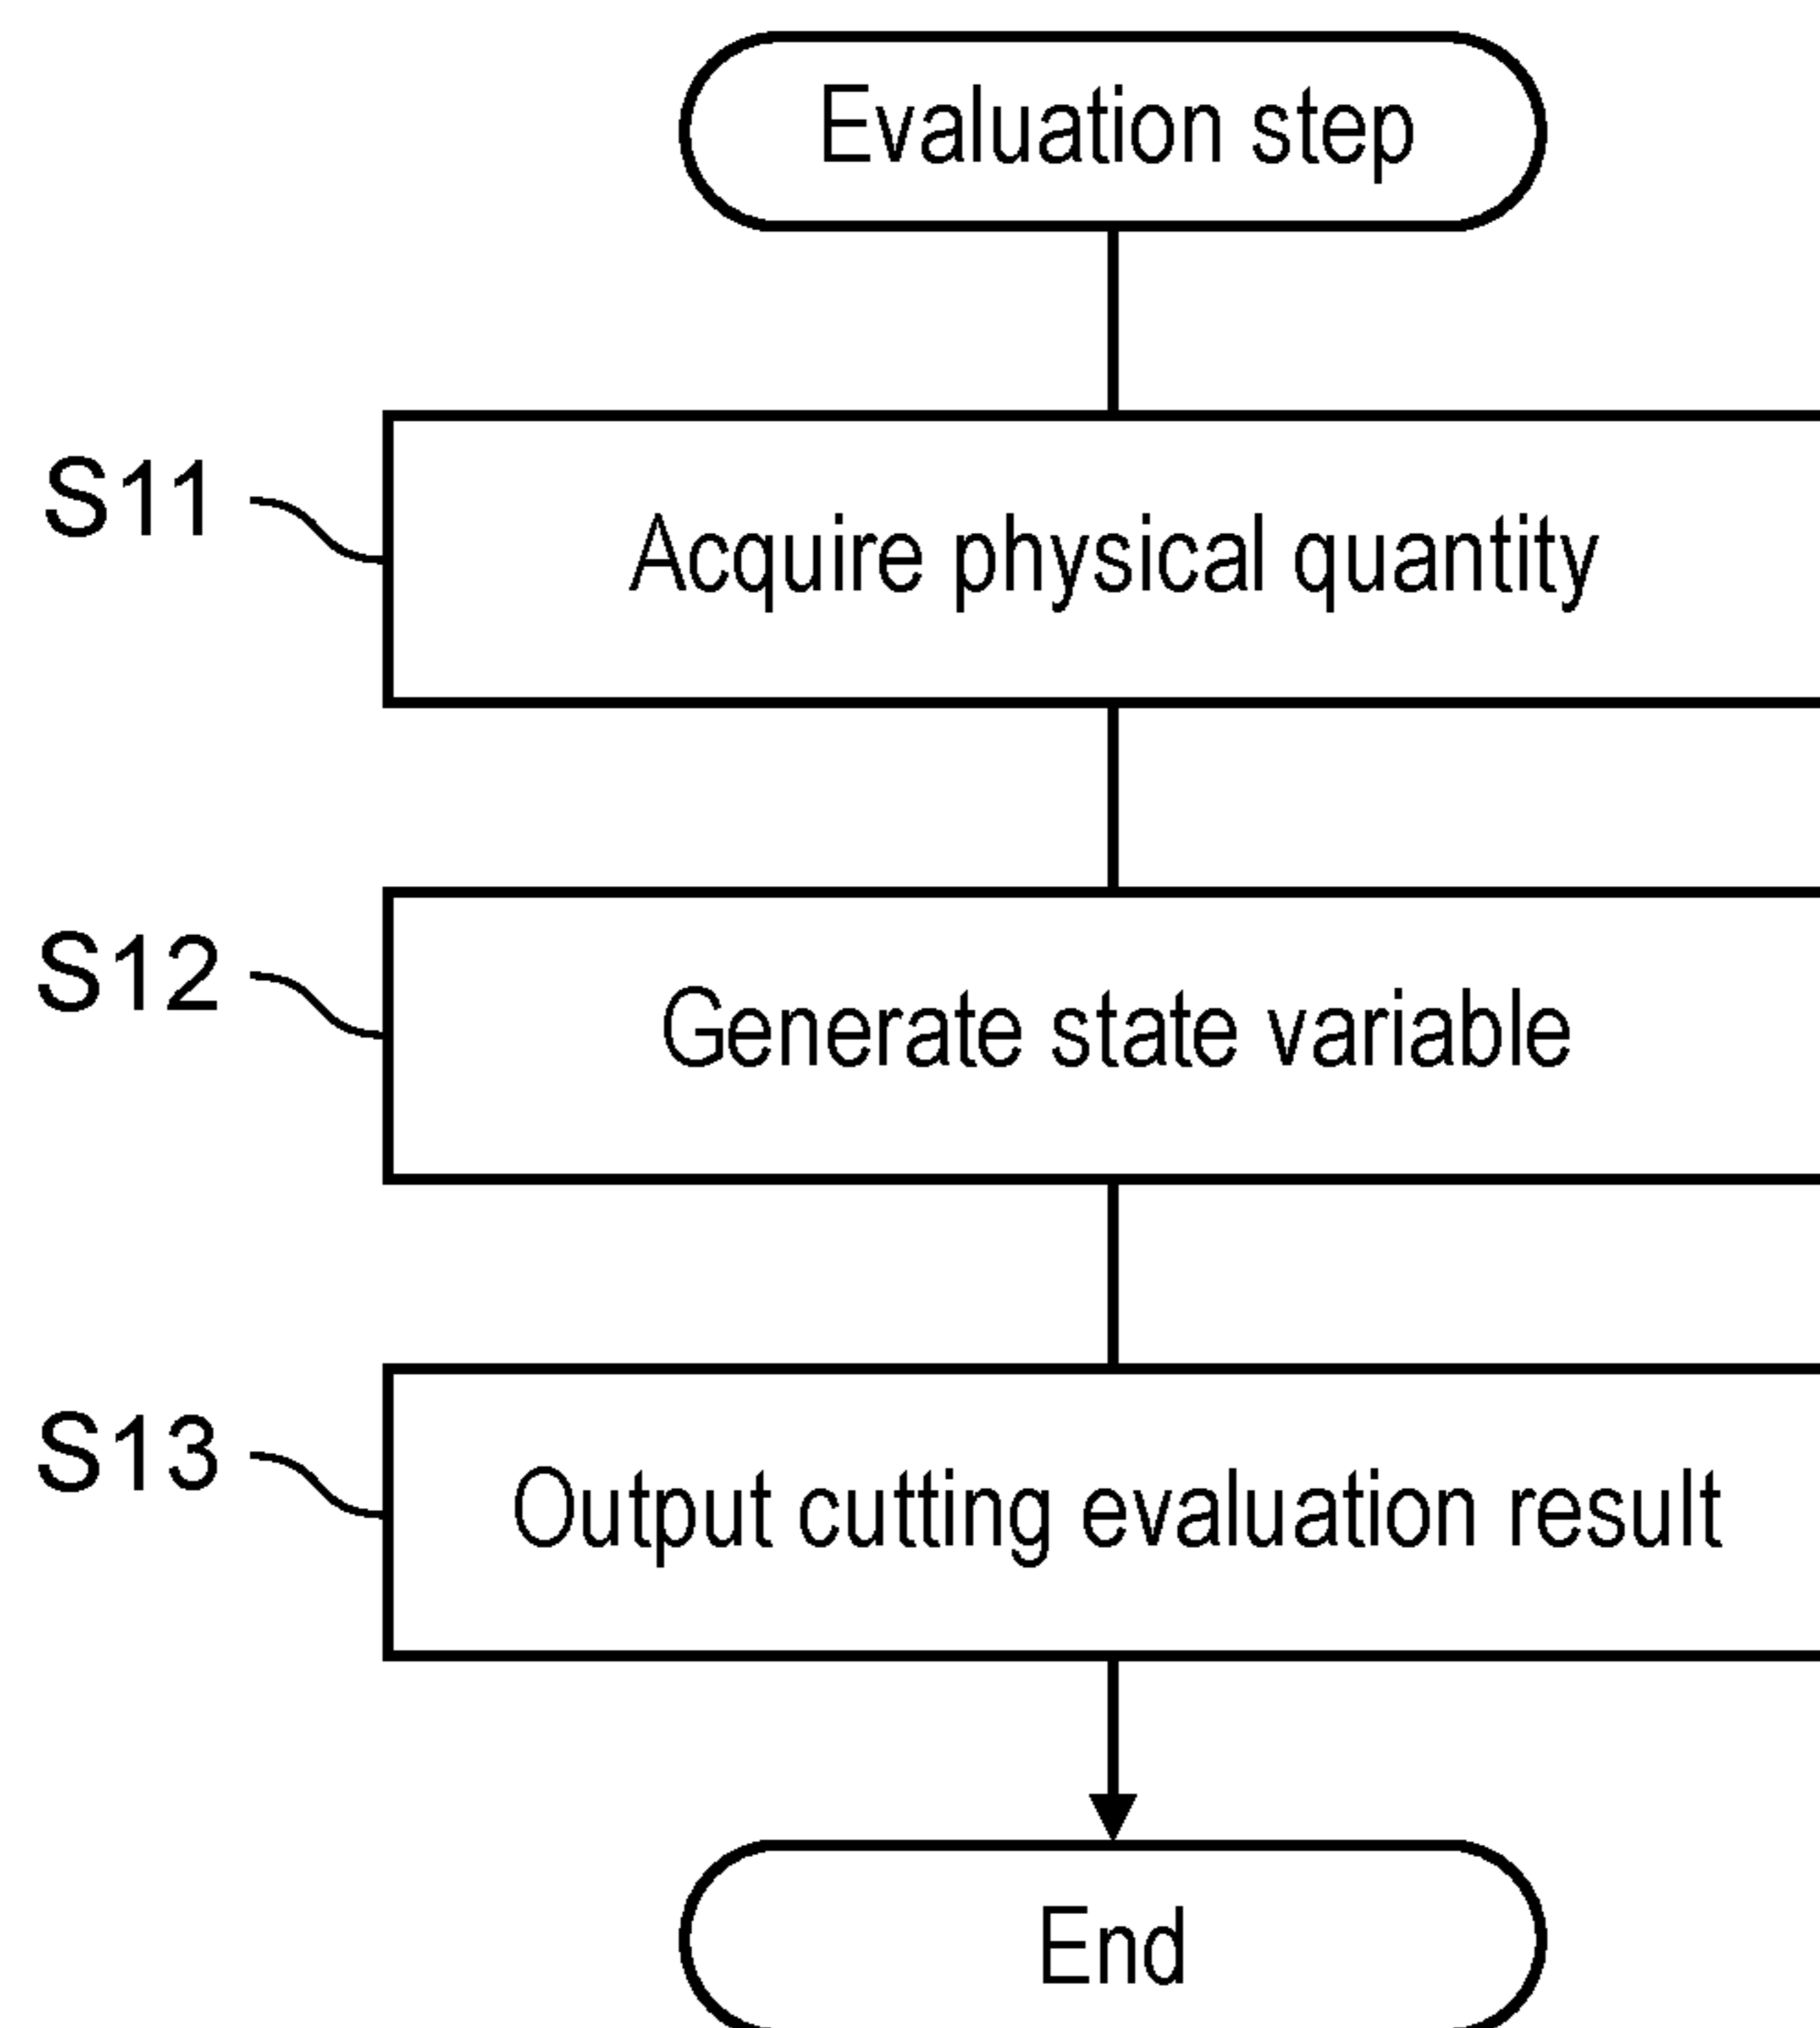 Evaluation step
S11
Acquire physical quantity
S12
Generate state variable
S13
Output cutting evaluation result
End